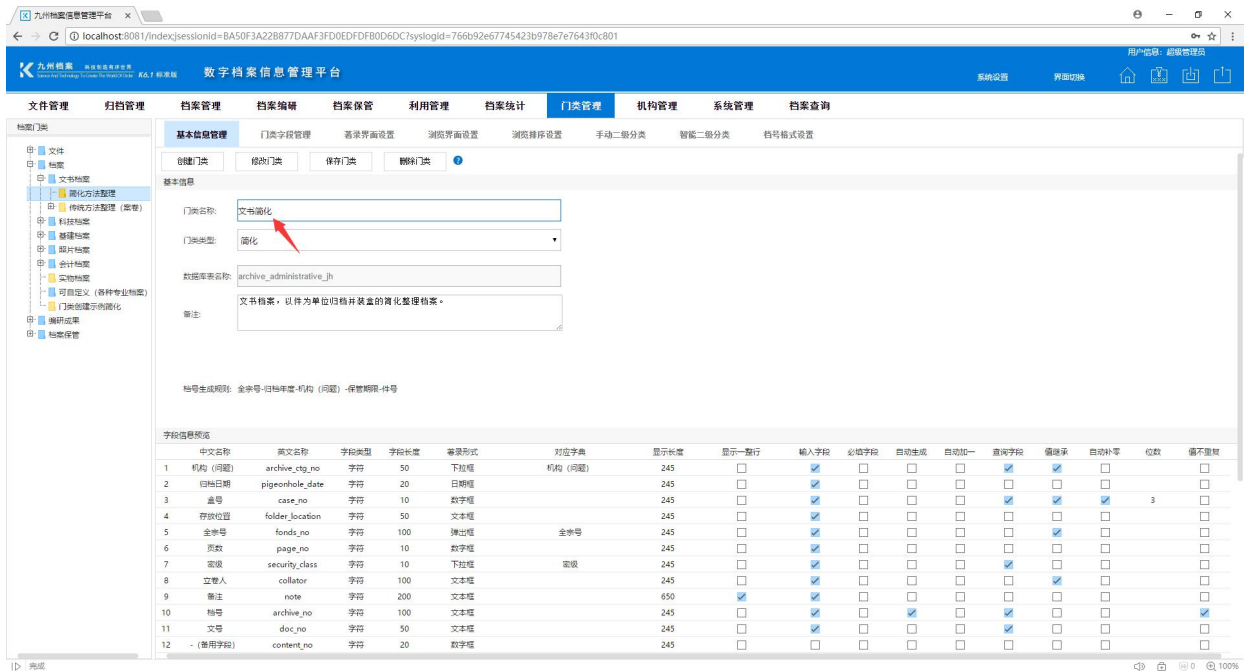 九州档案信息管理平台
localhost:8081/index;jsessionid=BA50F3A22B877DAAF3FD0EDFDFB0D6DC?syslogid=766b92e67745423b978e7e7643f0c801
用户信息: 超级管理员
九州档案 科技创造有序世界 K6.1 标准版 数字档案信息管理平台 系统设置 界面切换
文件管理 归档管理 档案管理 档案编研 档案保管 利用管理 档案统计 门类管理 机构管理 系统管理 档案查询
档案门类
文件
档案
文书档案
简化方法整理
传统方法整理（案卷）
科技档案
基建档案
照片档案
会计档案
实物档案
可自定义（各种专业档案）
门类创建示例简化
编研成果
档案保管
基本信息管理 门类字段管理 著录界面设置 浏览界面设置 浏览排序设置 手动二级分类 智能二级分类 档号格式设置
创建门类 修改门类 保存门类 删除门类 ?
基本信息
门类名称: 文书简化
门类类型: 简化
数据库表名称: archive_administrative_jh
备注: 文书档案，以件为单位归档并装盒的简化整理档案。
档号生成规则: 全宗号-归档年度-机构（问题）-保管期限-件号
字段信息预览
中文名称 英文名称 字段类型 字段长度 著录形式 对应字典 显示长度 显示一整行 输入字段 必填字段 自动生成 自动加一 查询字段 值继承 自动补零 位数 值不重复
1 机构（问题） archive_ctg_no 字符 50 下拉框 机构（问题） 245
2 归档日期 pigeonhole_date 字符 20 日期框 245
3 盒号 case_no 字符 10 数字框 245 3
4 存放位置 folder_location 字符 50 文本框 245
5 全宗号 fonds_no 字符 100 弹出框 全宗号 245
6 页数 page_no 字符 10 数字框 245
7 密级 security_class 字符 10 下拉框 密级 245
8 立卷人 collator 字符 100 文本框 245
9 备注 note 字符 200 文本框 650
10 档号 archive_no 字符 100 文本框 245
11 文号 doc_no 字符 50 文本框 245
12 -（备用字段） content_no 字符 20 数字框 245
完成 0 100%